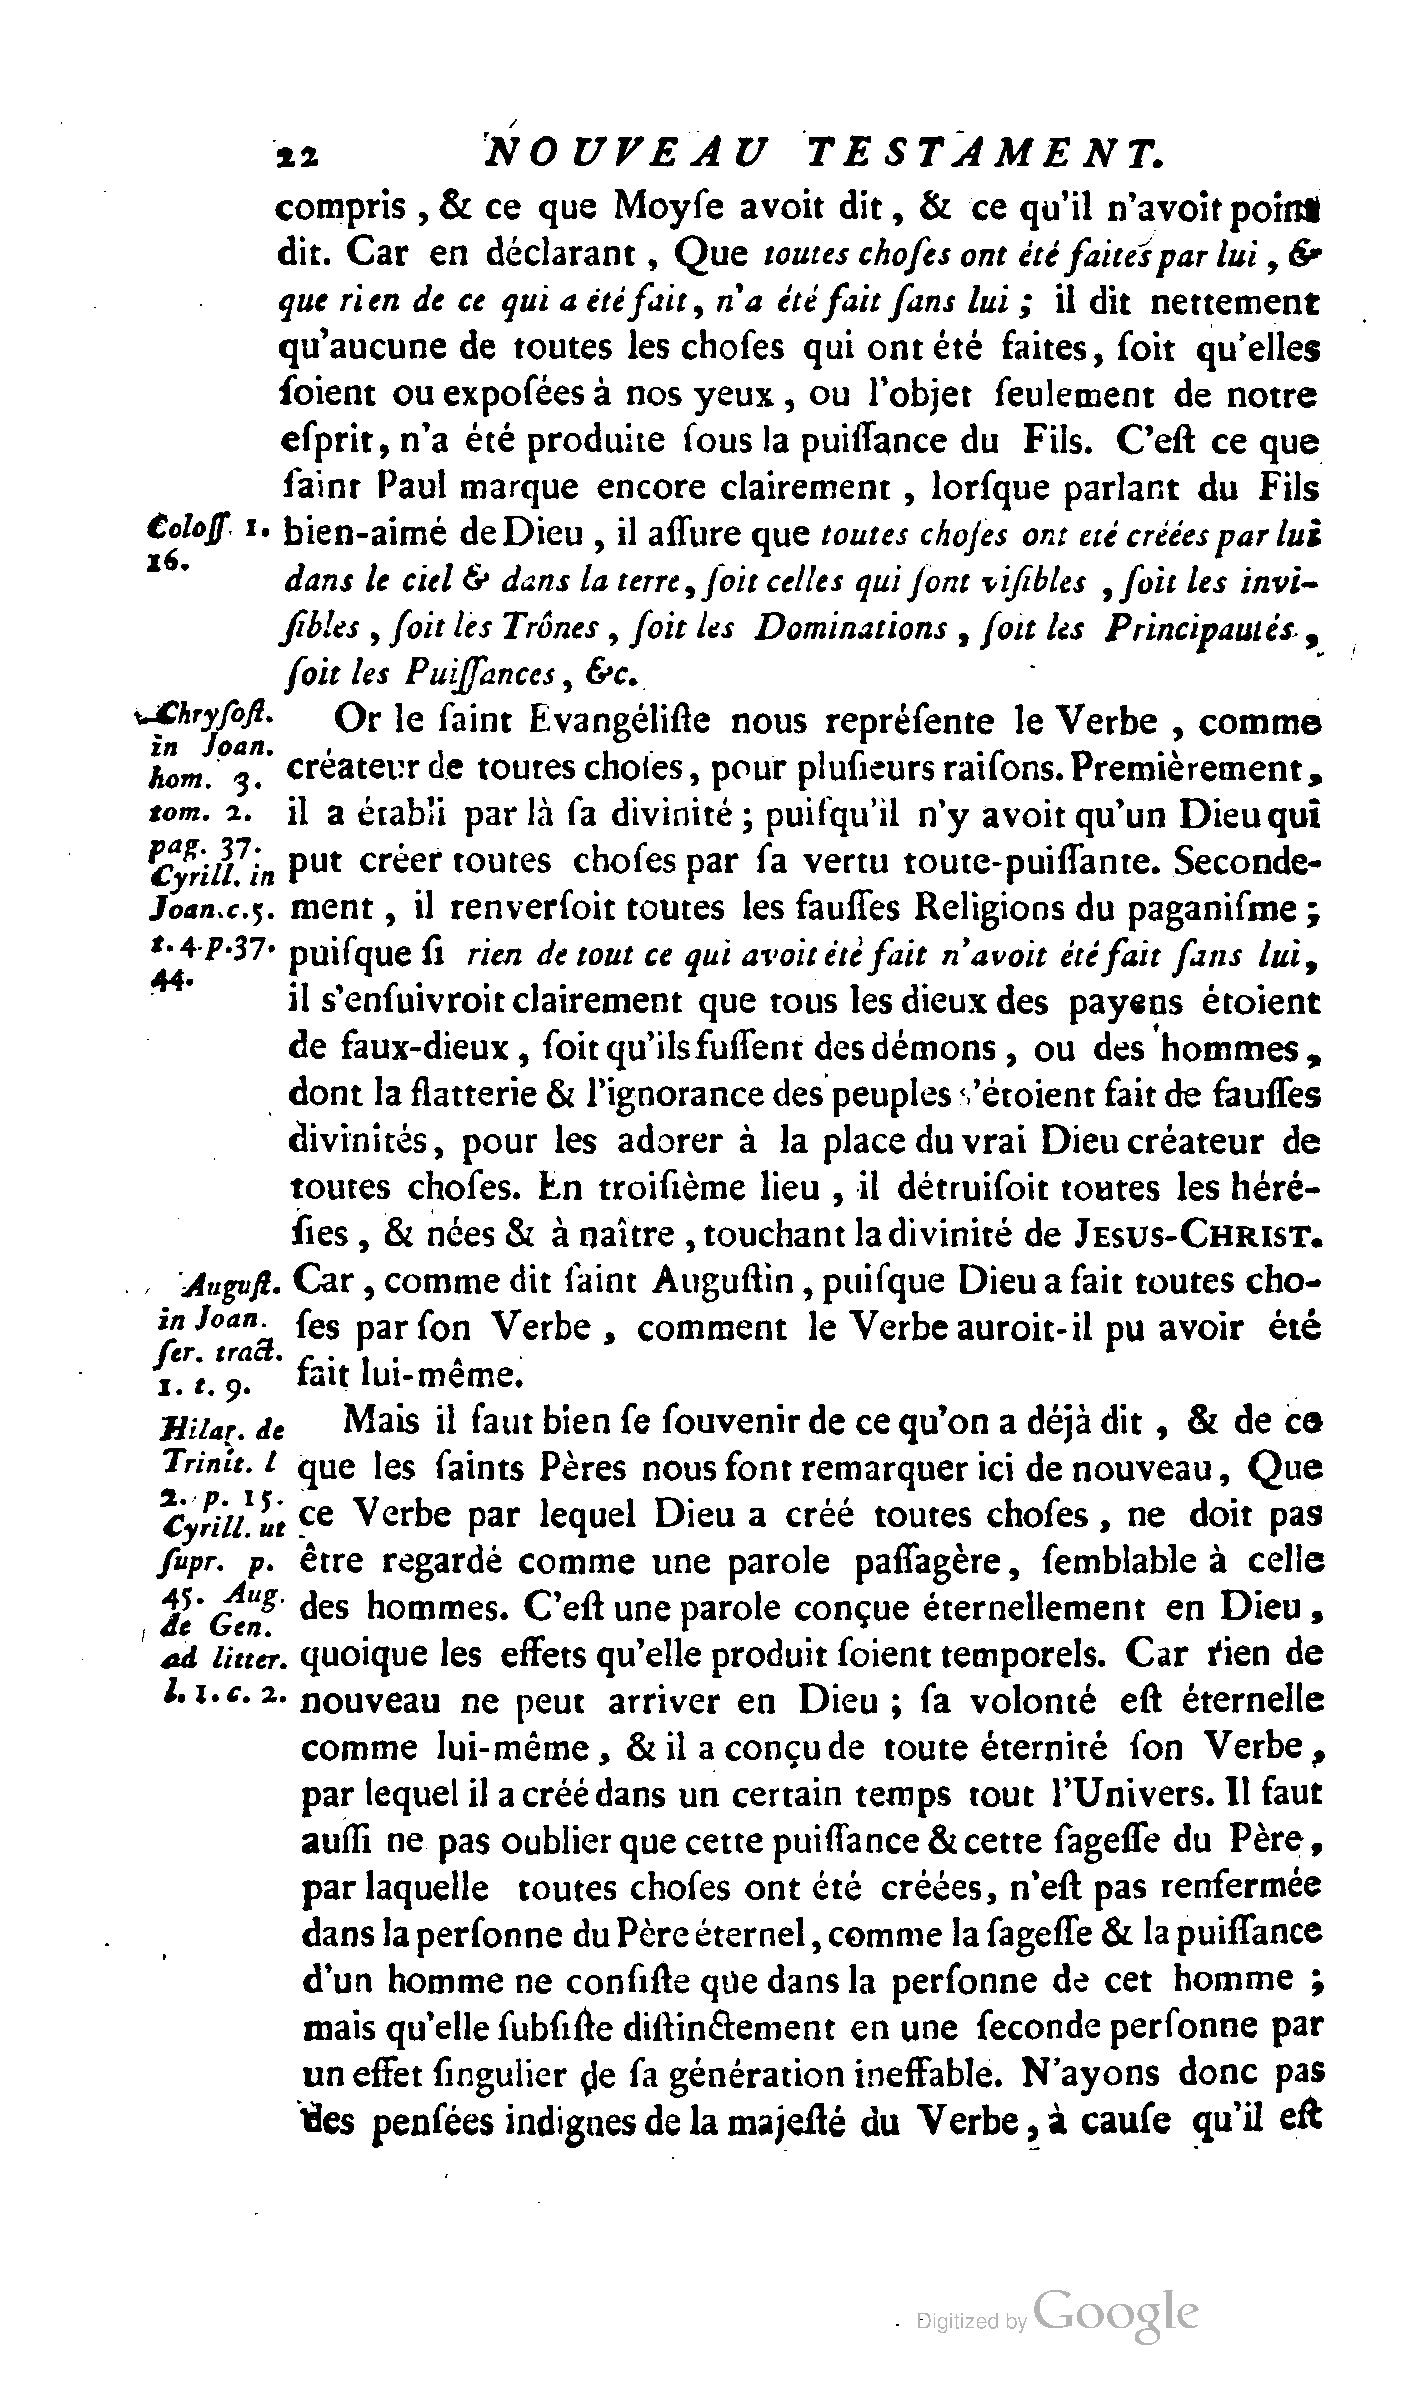 22 NOUVEAU TESTAMENT.
compris , & ce que Moyſe avoit dit , & ce qu'il n'avoit point
dit. Car en déclarant , Que toutes choſes ont été faites par lui , &
que rien de ce qui a été fait, n'a été fait ſans lui ; il dit nettement
qu'aucune de toutes les choſes qui ont été faites, ſoit qu'elles
ſoient ou expoſées à nos yeux , ou l'objet ſeulement de notre
eſprit, n'a été produite ſous la puiſſance du Fils. C'eſt ce que
ſaint Paul marque encore clairement , lorſque parlant du Fils
Coloſſ. 1. bien-aimé de Dieu , il aſſure que toutes choſes ont eté créées par lui
16.
dans le ciel & dans la terre, ſoit celles qui ſont viſibles , ſoit les invi-
ſibles , ſoit les Trônes , ſoit les Dominations , ſoit les Principautés ,
ſoit les Puiſſances , &c.
Chryſoſt. Or le ſaint Evangéliſte nous repréſente le Verbe , comme
in Joan.
hom. 3. créateur de toutes choſes, pour pluſieurs raiſons. Premièrement,
tom. 2. il a établi par là ſa divinité ; puiſqu'il n'y avoit qu'un Dieu qui
pag. 37.
Cyrill. in put créer toutes choſes par ſa vertu toute-puiſſante. Seconde-
Joan.c.5. ment , il renverſoit toutes les fauſſes Religions du paganiſme ;
t. 4. p.37. puiſque ſi rien de tout ce qui avoit été fait n'avoit été fait ſans lui,
44.
il s'enſuivroit clairement que tous les dieux des payens étoient
de faux-dieux , ſoit qu'ils fuſſent des démons , ou des hommes,
dont la flatterie & l'ignorance des peuples s'étoient fait de fauſſes
divinités, pour les adorer à la place du vrai Dieu créateur de
toutes choſes. En troiſième lieu , il détruiſoit toutes les héré-
ſies , & nées & à naître , touchant la divinité de JESUS-CHRIST.
Auguſt. Car , comme dit ſaint Auguſtin , puiſque Dieu a fait toutes cho-
in Joan. ſes par ſon Verbe , comment le Verbe auroit-il pu avoir été
ſer. tract.
1. t. 9. fait lui-même.
Hilar. de Mais il faut bien ſe ſouvenir de ce qu'on a déjà dit , & de ce
Trinit. l que les ſaints Pères nous font remarquer ici de nouveau, Que
2. p. 15.
Cyrill. ut ce Verbe par lequel Dieu a créé toutes choſes , ne doit pas
ſupr. p. être regardé comme une parole paſſagère, ſemblable à celle
45. Aug. des hommes. C'eſt une parole conçue éternellement en Dieu ,
de Gen.
ad litter. quoique les effets qu'elle produit ſoient temporels. Car rien de
l. 1. c. 2. nouveau ne peut arriver en Dieu ; ſa volonté eſt éternelle
comme lui-même , & il a conçu de toute éternité ſon Verbe,
par lequel il a créé dans un certain temps tout l'Univers. Il faut
auſſi ne pas oublier que cette puiſſance & cette ſageſſe du Père,
par laquelle toutes choſes ont été créées, n'eſt pas renfermée
dans la perſonne du Père éternel, comme la ſageſſe & la puiſſance
d'un homme ne conſiſte que dans la perſonne de cet homme ;
mais qu'elle ſubſiſte diſtinctement en une ſeconde perſonne par
un effet ſingulier de ſa génération ineffable. N'ayons donc pas
des penſées indignes de la majeſté du Verbe, à cauſe qu'il eſt
Digitized by Google